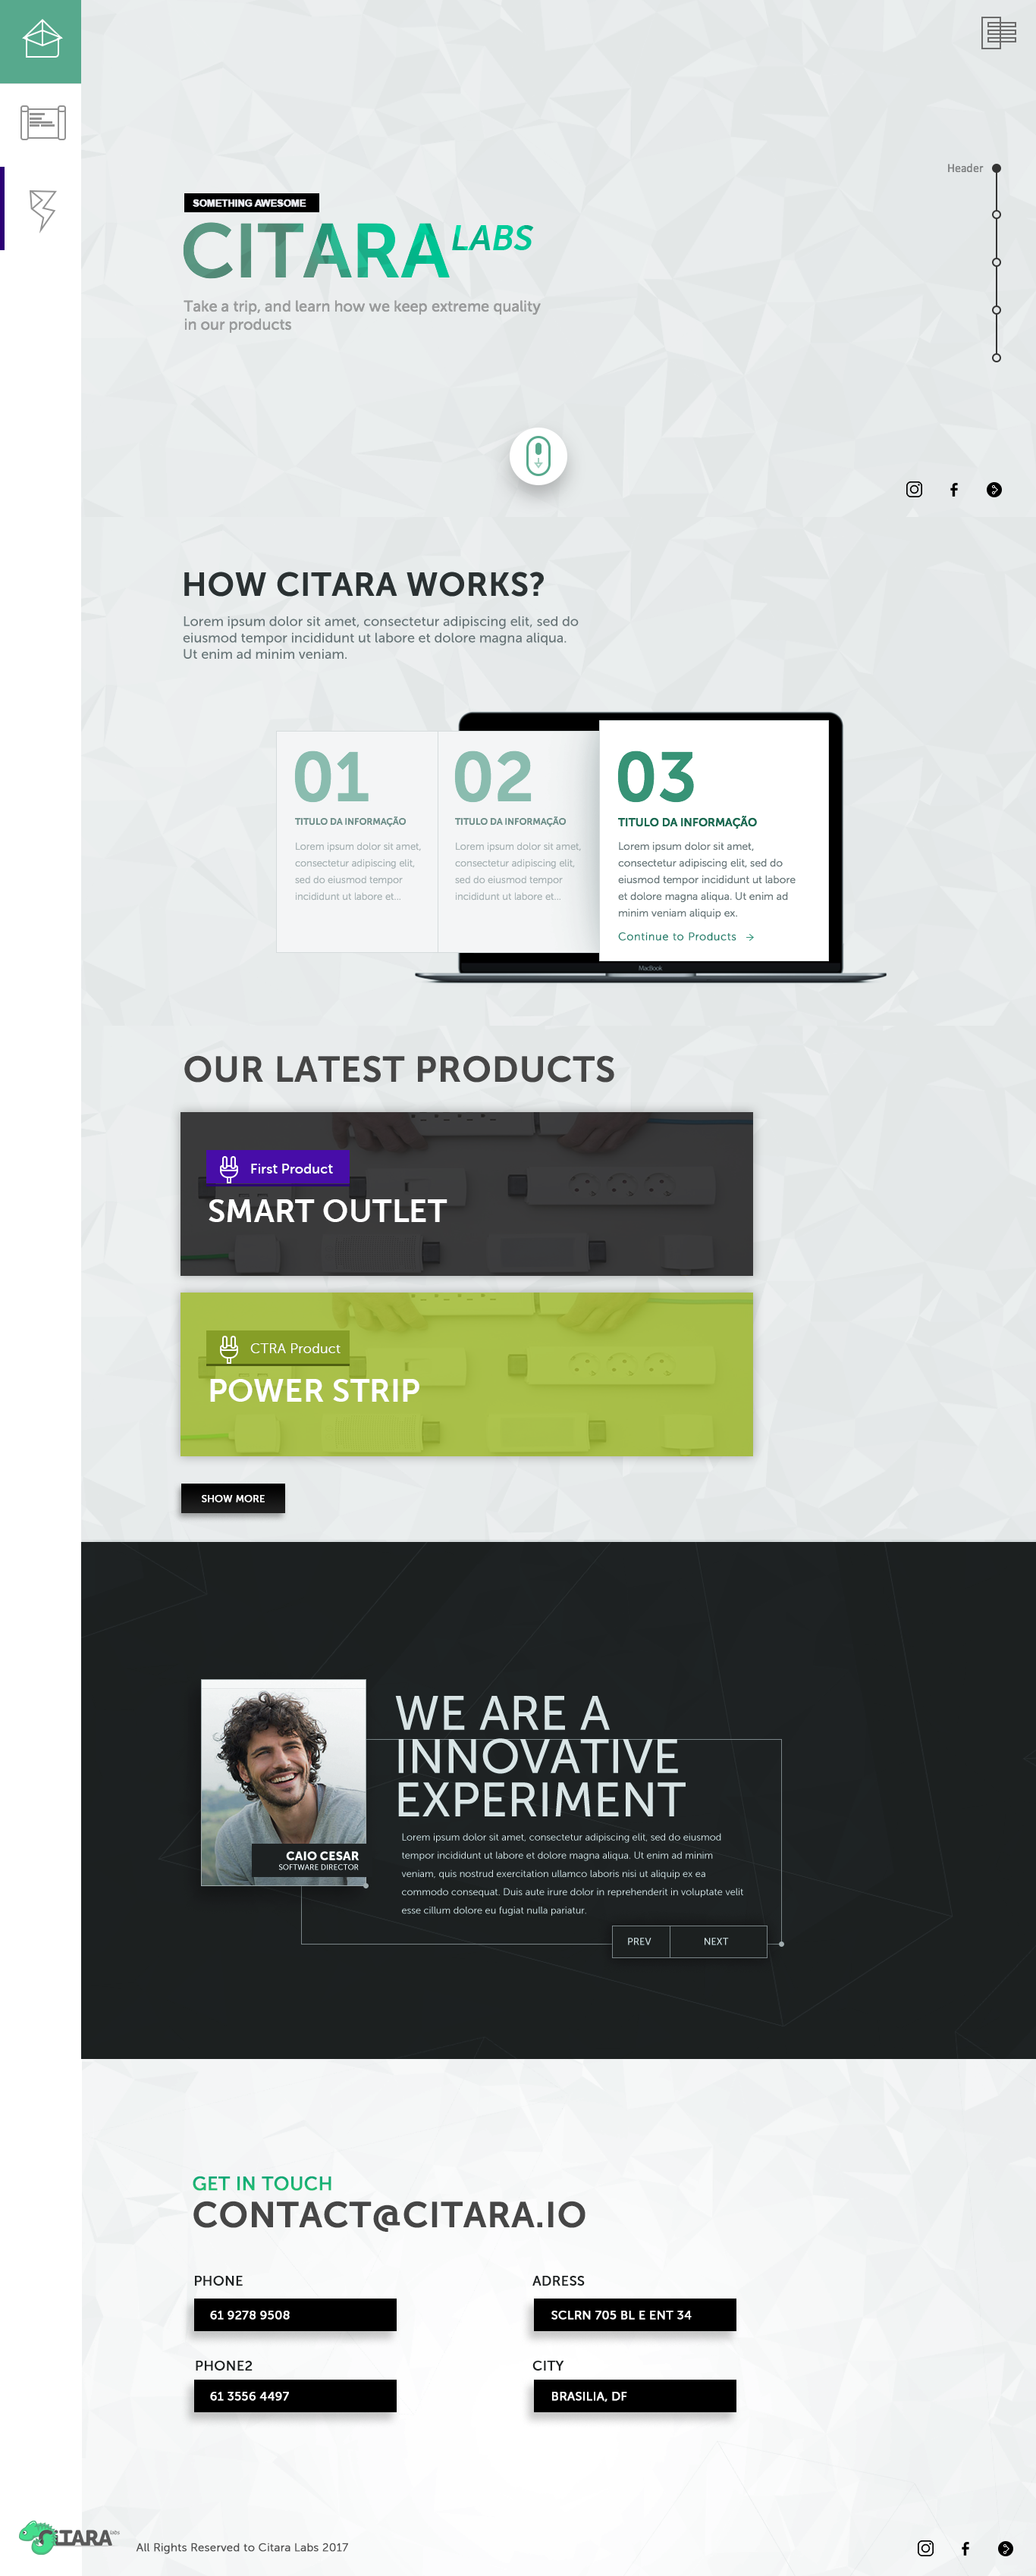 Header
SOMETHING AWESOME
CITARA LABS
Take a trip, and learn how we keep extreme quality
in our products
HOW CITARA WORKS?
Lorem ipsum dolor sit amet, consectetur adipiscing elit, sed do
eiusmod tempor incididunt ut labore et dolore magna aliqua.
Ut enim ad minim veniam.
01
TITULO DA INFORMAÇÃO
Lorem ipsum dolor sit amet,
consectetur adipiscing elit,
sed do eiusmod tempor
incididunt ut labore et...
02
TITULO DA INFORMAÇÃO
Lorem ipsum dolor sit amet,
consectetur adipiscing elit,
sed do eiusmod tempor
incididunt ut labore et...
03
TITULO DA INFORMAÇÃO
Lorem ipsum dolor sit amet,
consectetur adipiscing elit, sed do
eiusmod tempor incididunt ut labore
et dolore magna aliqua. Ut enim ad
minim veniam aliquip ex.
Continue to Products
MacBook
OUR LATEST PRODUCTS
First Product
SMART OUTLET
CTRA Product
POWER STRIP
SHOW MORE
CAIO CESAR
SOFTWARE DIRECTOR
WE ARE A
INNOVATIVE
EXPERIMENT
Lorem ipsum dolor sit amet, consectetur adipiscing elit, sed do eiusmod
tempor incididunt ut labore et dolore magna aliqua. Ut enim ad minim
veniam, quis nostrud exercitation ullamco laboris nisi ut aliquip ex ea
commodo consequat. Duis aute irure dolor in reprehenderit in voluptate velit
esse cillum dolore eu fugiat nulla pariatur.
PREV
NEXT
GET IN TOUCH
CONTACT@CITARA.IO
PHONE
61 9278 9508
ADRESS
SCLRN 705 BL E ENT 34
PHONE2
61 3556 4497
CITY
BRASILIA, DF
CiTARA labs
All Rights Reserved to Citara Labs 2017